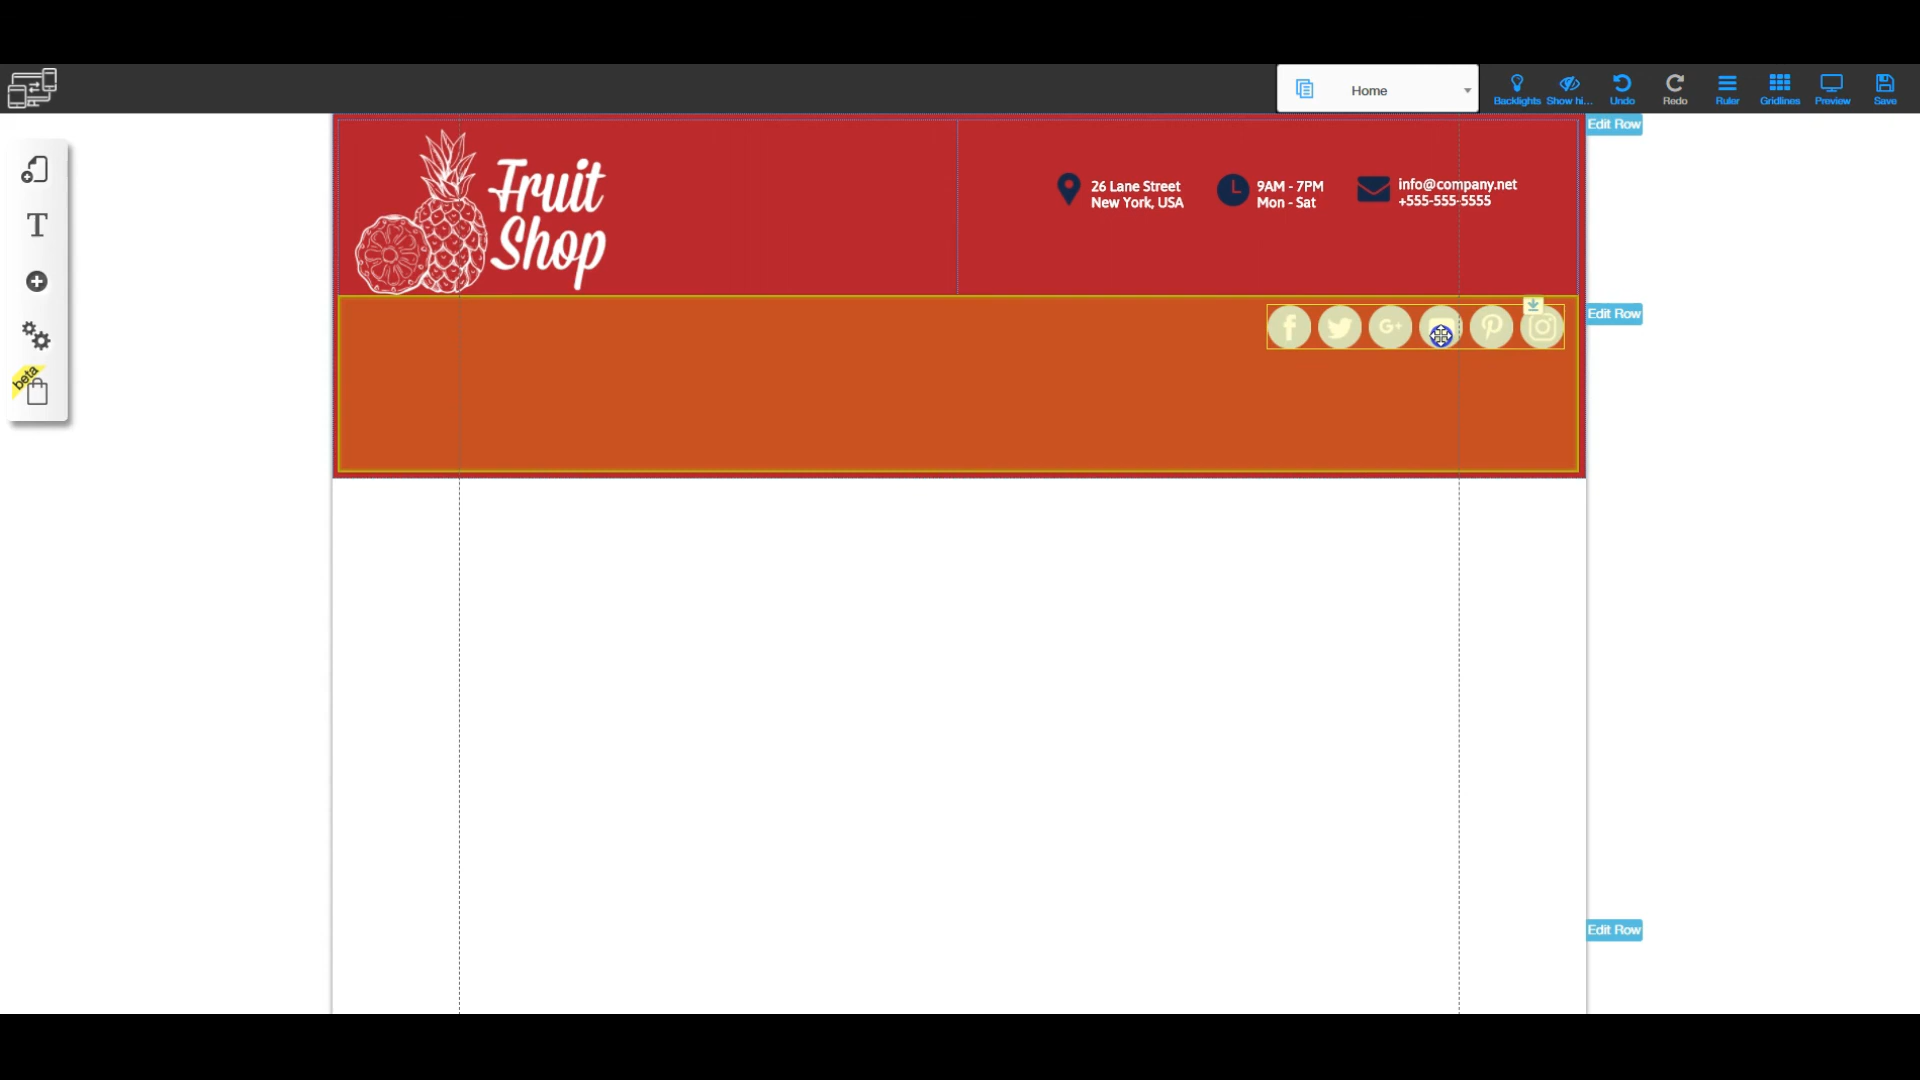 Home
Backlights Show hi... Undo Redo Ruler Gridlines Preview Save
Edit Row
Fruit
Shop
26 Lane Street
New York, USA
9AM - 7PM
Mon - Sat
info@company.net
+555-555-5555
Edit Row
T
beta
Edit Row